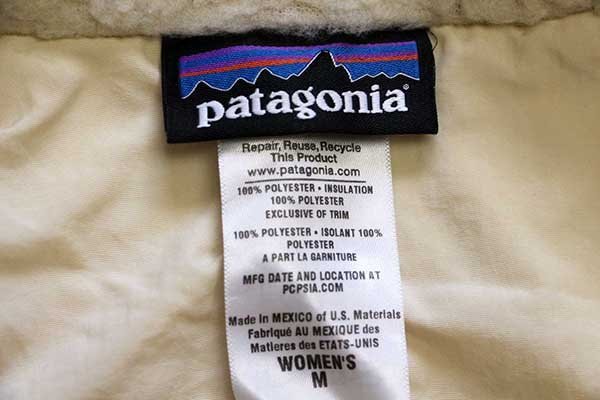 patagonia®
Repair, Reuse, Recycle
This Product
www.patagonia.com
100% POLYESTER • INSULATION
100% POLYESTER
EXCLUSIVE OF TRIM
100% POLYESTER • ISOLANT 100%
POLYESTER
A PART LA GARNITURE
MFG DATE AND LOCATION AT
PCPSIA.COM
Made in MEXICO of U.S. Materials
Fabriqué AU MEXIQUE des
Matieres des ETATS-UNIS
WOMEN'S
M